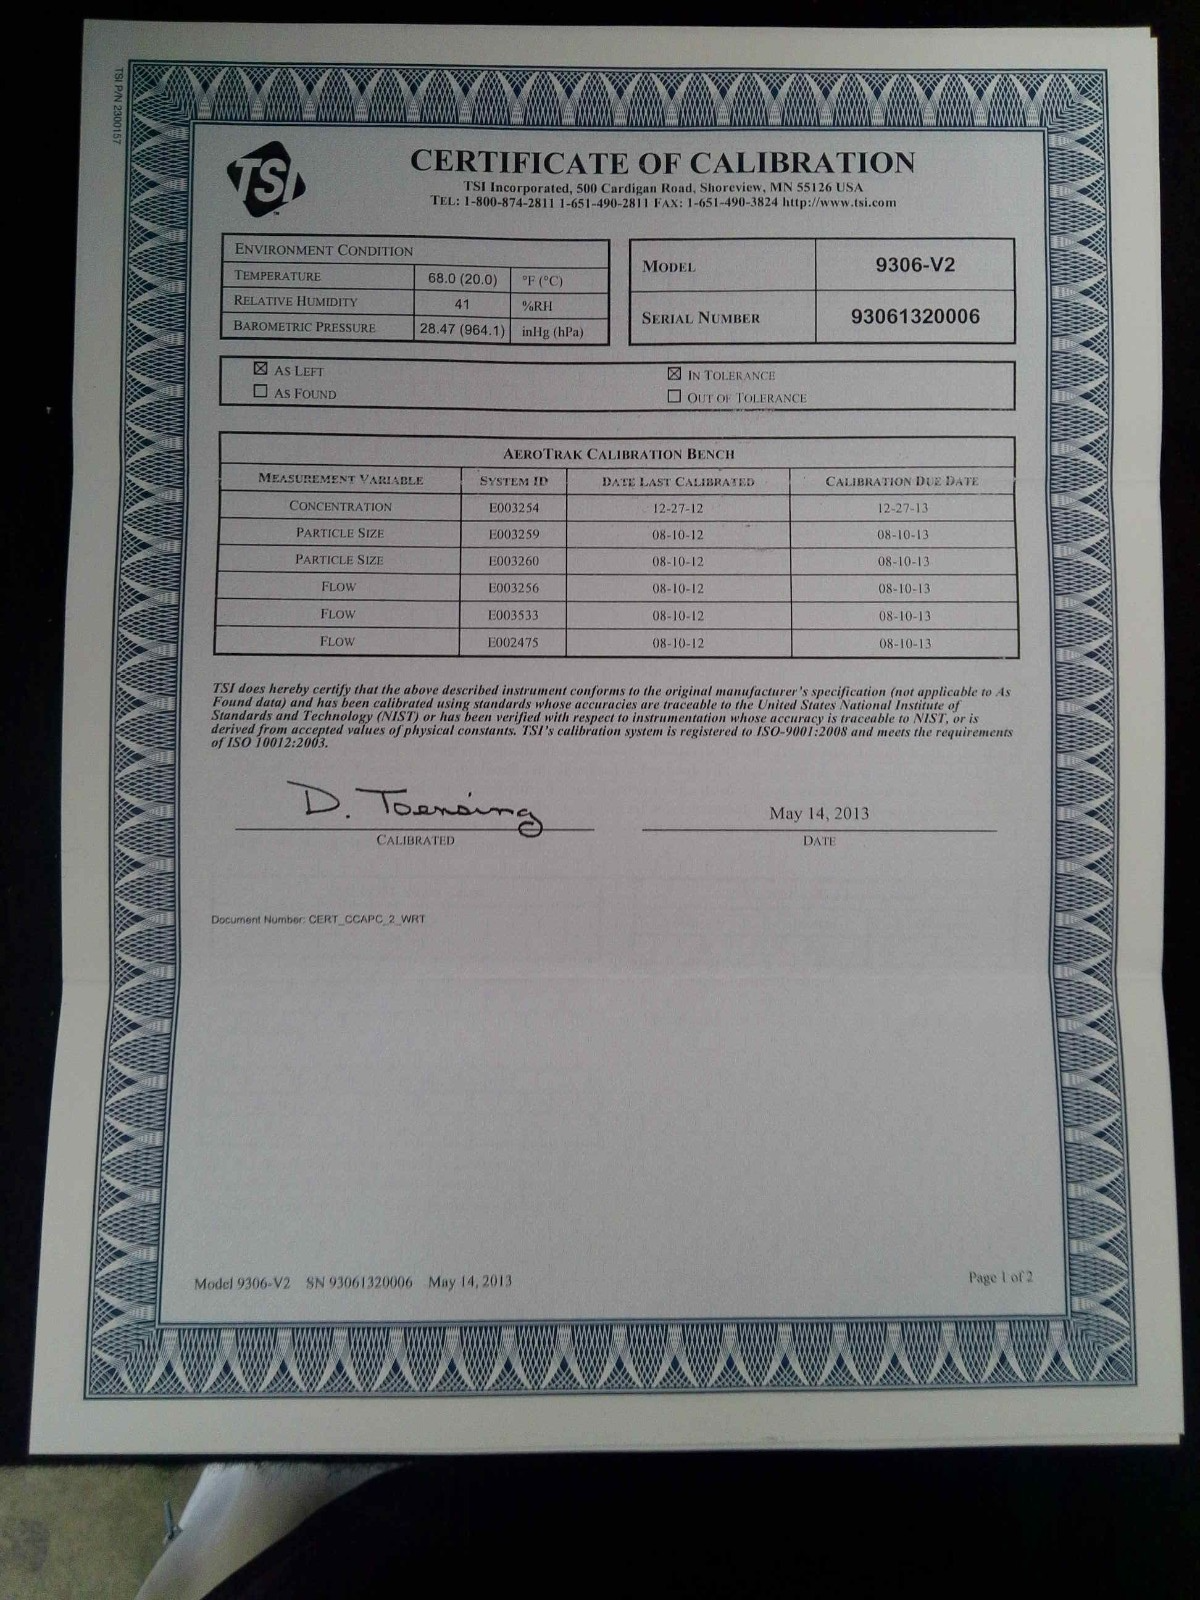 TSI P/N 2300157
TSI
CERTIFICATE OF CALIBRATION
TSI Incorporated, 500 Cardigan Road, Shoreview, MN 55126 USA
TEL: 1-800-874-2811 1-651-490-2811 FAX: 1-651-490-3824 http://www.tsi.com
ENVIRONMENT CONDITION
TEMPERATURE 68.0 (20.0) °F (°C)
RELATIVE HUMIDITY 41 %RH
BAROMETRIC PRESSURE 28.47 (964.1) inHg (hPa)
MODEL 9306-V2
SERIAL NUMBER 93061320006
☒ AS LEFT
☐ AS FOUND
☒ IN TOLERANCE
☐ OUT OF TOLERANCE
AEROTRAK CALIBRATION BENCH
MEASUREMENT VARIABLE SYSTEM ID DATE LAST CALIBRATED CALIBRATION DUE DATE
CONCENTRATION E003254 12-27-12 12-27-13
PARTICLE SIZE E003259 08-10-12 08-10-13
PARTICLE SIZE E003260 08-10-12 08-10-13
FLOW E003256 08-10-12 08-10-13
FLOW E003533 08-10-12 08-10-13
FLOW E002475 08-10-12 08-10-13
TSI does hereby certify that the above described instrument conforms to the original manufacturer's specification (not applicable to As
Found data) and has been calibrated using standards whose accuracies are traceable to the United States National Institute of
Standards and Technology (NIST) or has been verified with respect to instrumentation whose accuracy is traceable to NIST, or is
derived from accepted values of physical constants. TSI's calibration system is registered to ISO-9001:2008 and meets the requirements
of ISO 10012:2003.
D. Toensing
CALIBRATED
May 14, 2013
DATE
Document Number: CERT_CCAPC_2_WRT
Model 9306-V2 SN 93061320006 May 14, 2013
Page 1 of 2